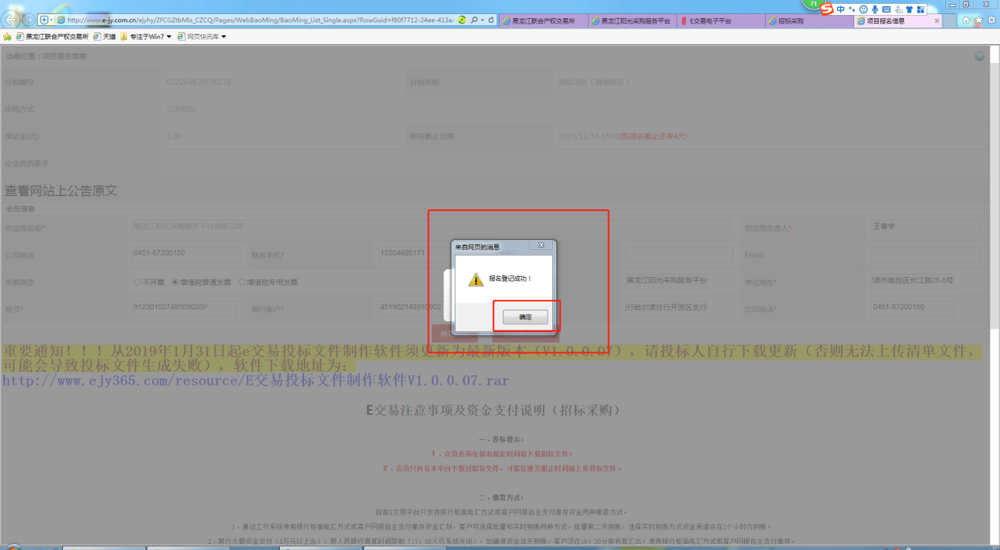 http://www.e-jy.com.cn/ejyhy/ZFCGZtbMis_CZCQ/Pages/WebBaoMing/BaoMing_List_Single.aspx?RowGuid=f80f7712-24ee-413a-
黑龙江联合产权交易所 黑龙江阳光采购服务平台 E交易电子平台 招标采购 项目报名信息
71 中
黑龙江联合产权交易所 天猫 专注于Win7 网页快讯库
当前位置：项目报名信息
分包编号 0222HW20190138 分包名称 测试项目（请勿报名）
采购方式 公开招标
保证金(元) 1.00 报名截止日期 2019/11/16 16:00(距报名截止还有4天)
企业资质要求
查看网站上公告原文
会员信息
供应商名称* 黑龙江阳光采购服务平台有限公司 供应商负责人* 王春宇
公司电话 0451-87200180 联系手机* 15204608171 Email
发票类型 不开票 增值税普通发票 增值税专用发票 黑龙江阳光采购服务平台 单位地址* 滨市南岗区长江路28-8号
税号* 91230102749509028P 银行账户* 451902148910902 行哈尔滨分行开发区支行 公司电话* 0451-87200180
来自网页的消息
报名登记成功！
确定
重要通知！！！从2019年1月31日起e交易投标文件制作软件须更新为最新版本（V1.0.0.07），请投标人自行下载更新（否则无法上传清单文件，
可能会导致投标文件生成失败），软件下载地址为：
http://www.ejy365.com/resource/E交易投标文件制作软件V1.0.0.07.rar
E交易注意事项及资金支付说明（招标采购）
一、投标提示：
1、会员必须在报名规定时间前下载招标文件；
2、会员只有在本平台下载过招标文件，才能在递交截止时间前上传投标文件。
二、缴款方式：
目前E交易平台只支持银行柜面电汇方式或客户网银自主支付缴存资金两种缴款方式。
1、通过工行系统使用银行柜面电汇方式或客户网银自主支付缴存资金汇划，客户可选择批量和实时到账两种方式，批量第二天到账，选择实时到账方式资金承诺会在2个小时内到账。
2、跨行大额资金支付（5万元以上含），受人民银行清算时间限制（17：00人行系统关闭），如确保资金当天到账，客户须在16：30分前将款汇出；使用银行柜面电汇方式或客户网银自主支付缴存。